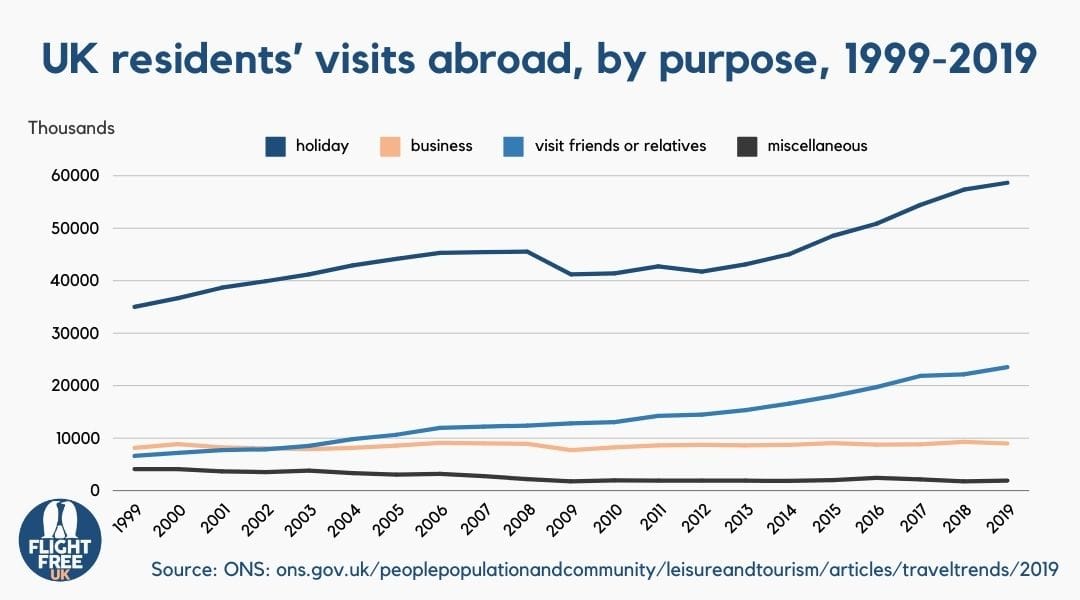 UK residents’ visits abroad, by purpose, 1999-2019
Thousands
holiday business visit friends or relatives miscellaneous
60000
50000
40000
30000
20000
10000
0
1999 2000 2001 2002 2003 2004 2005 2006 2007 2008 2009 2010 2011 2012 2013 2014 2015 2016 2017 2018 2019
FLIGHT
FREE
UK
Source: ONS: ons.gov.uk/peoplepopulationandcommunity/leisureandtourism/articles/traveltrends/2019